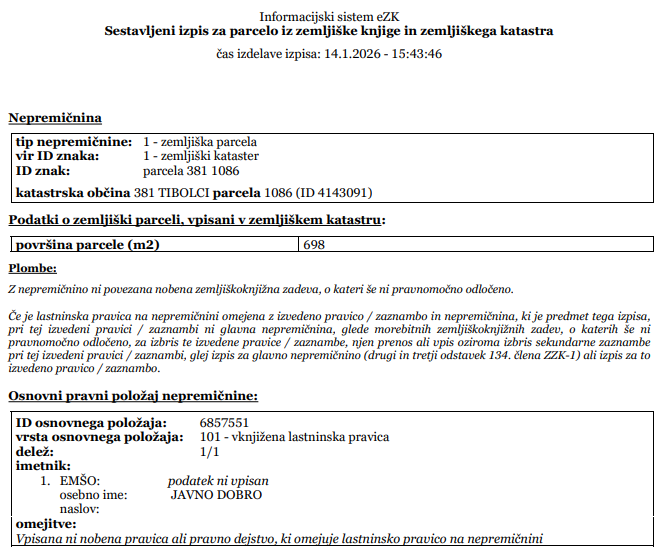 Informacijski sistem eZK
Sestavljeni izpis za parcelo iz zemljiške knjige in zemljiškega katastra
čas izdelave izpisa: 14.1.2026 - 15:43:46
Nepremičnina
tip nepremičnine: 1 - zemljiška parcela
vir ID znaka: 1 - zemljiški kataster
ID znak: parcela 381 1086
katastrska občina 381 TIBOLCI parcela 1086 (ID 4143091)
Podatki o zemljiški parceli, vpisani v zemljiškem katastru:
površina parcele (m2) 698
Plombe:
Z nepremičnino ni povezana nobena zemljiškoknjižna zadeva, o kateri še ni pravnomočno odločeno.
Če je lastninska pravica na nepremičnini omejena z izvedeno pravico / zaznambo in nepremičnina, ki je predmet tega izpisa,
pri tej izvedeni pravici / zaznambi ni glavna nepremičnina, glede morebitnih zemljiškoknjižnih zadev, o katerih še ni
pravnomočno odločeno, za izbris te izvedene pravice / zaznambe, njen prenos ali vpis oziroma izbris sekundarne zaznambe
pri tej izvedeni pravici / zaznambi, glej izpis za glavno nepremičnino (drugi in tretji odstavek 134. člena ZZK-1) ali izpis za to
izvedeno pravico / zaznambo.
Osnovni pravni položaj nepremičnine:
ID osnovnega položaja: 6857551
vrsta osnovnega položaja: 101 - vknjižena lastninska pravica
delež: 1/1
imetnik:
1. EMŠO: podatek ni vpisan
osebno ime: JAVNO DOBRO
naslov:
omejitve:
Vpisana ni nobena pravica ali pravno dejstvo, ki omejuje lastninsko pravico na nepremičnini